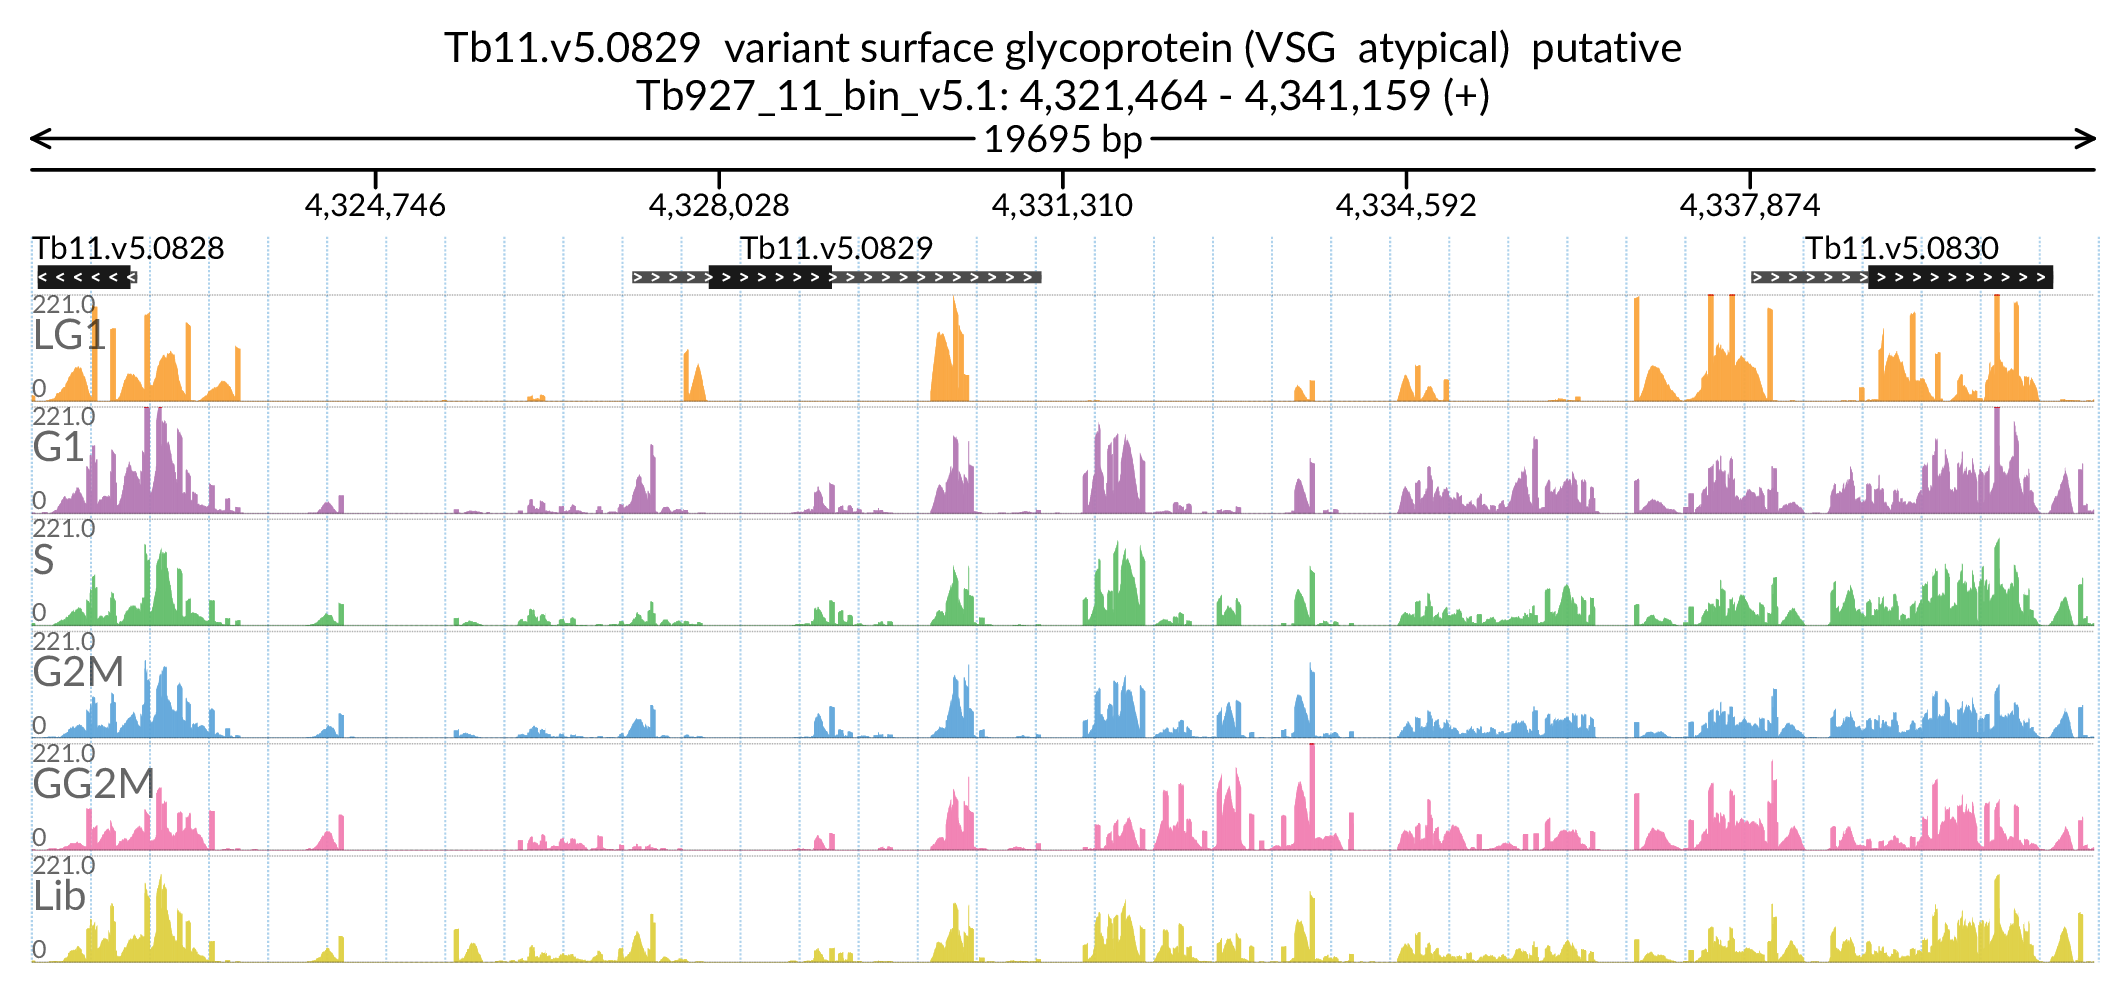 Tb11.v5.0829 variant surface glycoprotein (VSG atypical) putative
Tb927_11_bin_v5.1: 4,321,464 - 4,341,159 (+)
19695 bp
4,324,746 4,328,028 4,331,310 4,334,592 4,337,874
Tb11.v5.0828 Tb11.v5.0829 Tb11.v5.0830
221.0
LG1
0
221.0
G1
0
221.0
S
0
221.0
G2M
0
221.0
GG2M
0
221.0
Lib
0